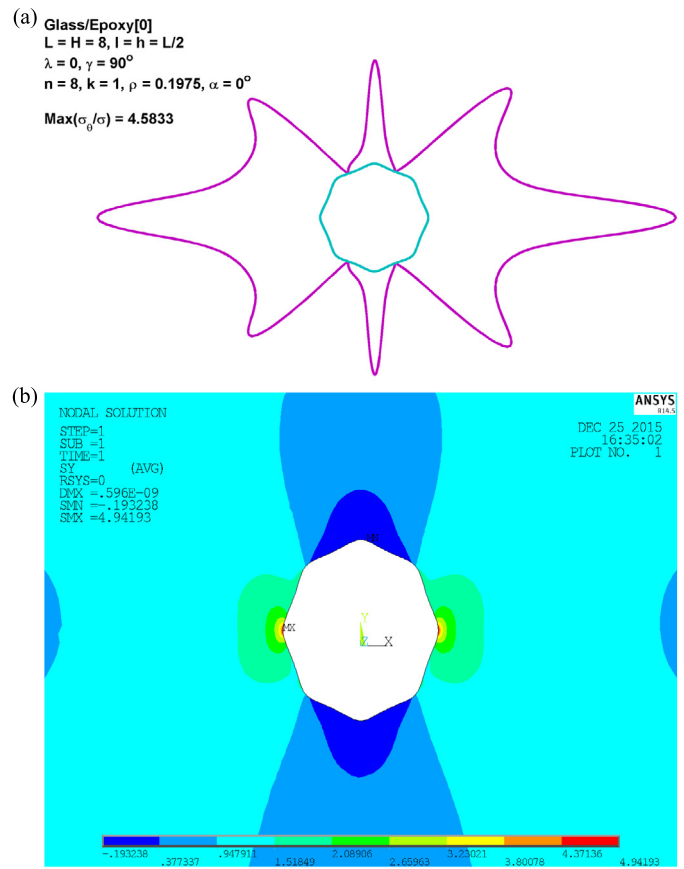 (a)
Glass/Epoxy[0]
L = H = 8, l = h = L/2
λ = 0, γ = 90°
n = 8, k = 1, ρ = 0.1975, α = 0°
Max(σθ/σ) = 4.5833
(b)
NODAL SOLUTION
STEP=1
SUB =1
TIME=1
SY (AVG)
RSYS=0
DMX =.596E-09
SMN =-.193238
SMX =4.94193
ANSYS
R14.5
DEC 25 2015
16:35:02
PLOT NO. 1
MX
Y
Z X
-.193238 .947911 2.08906 3.23021 4.37136
.377337 1.51849 2.65963 3.80078 4.94193